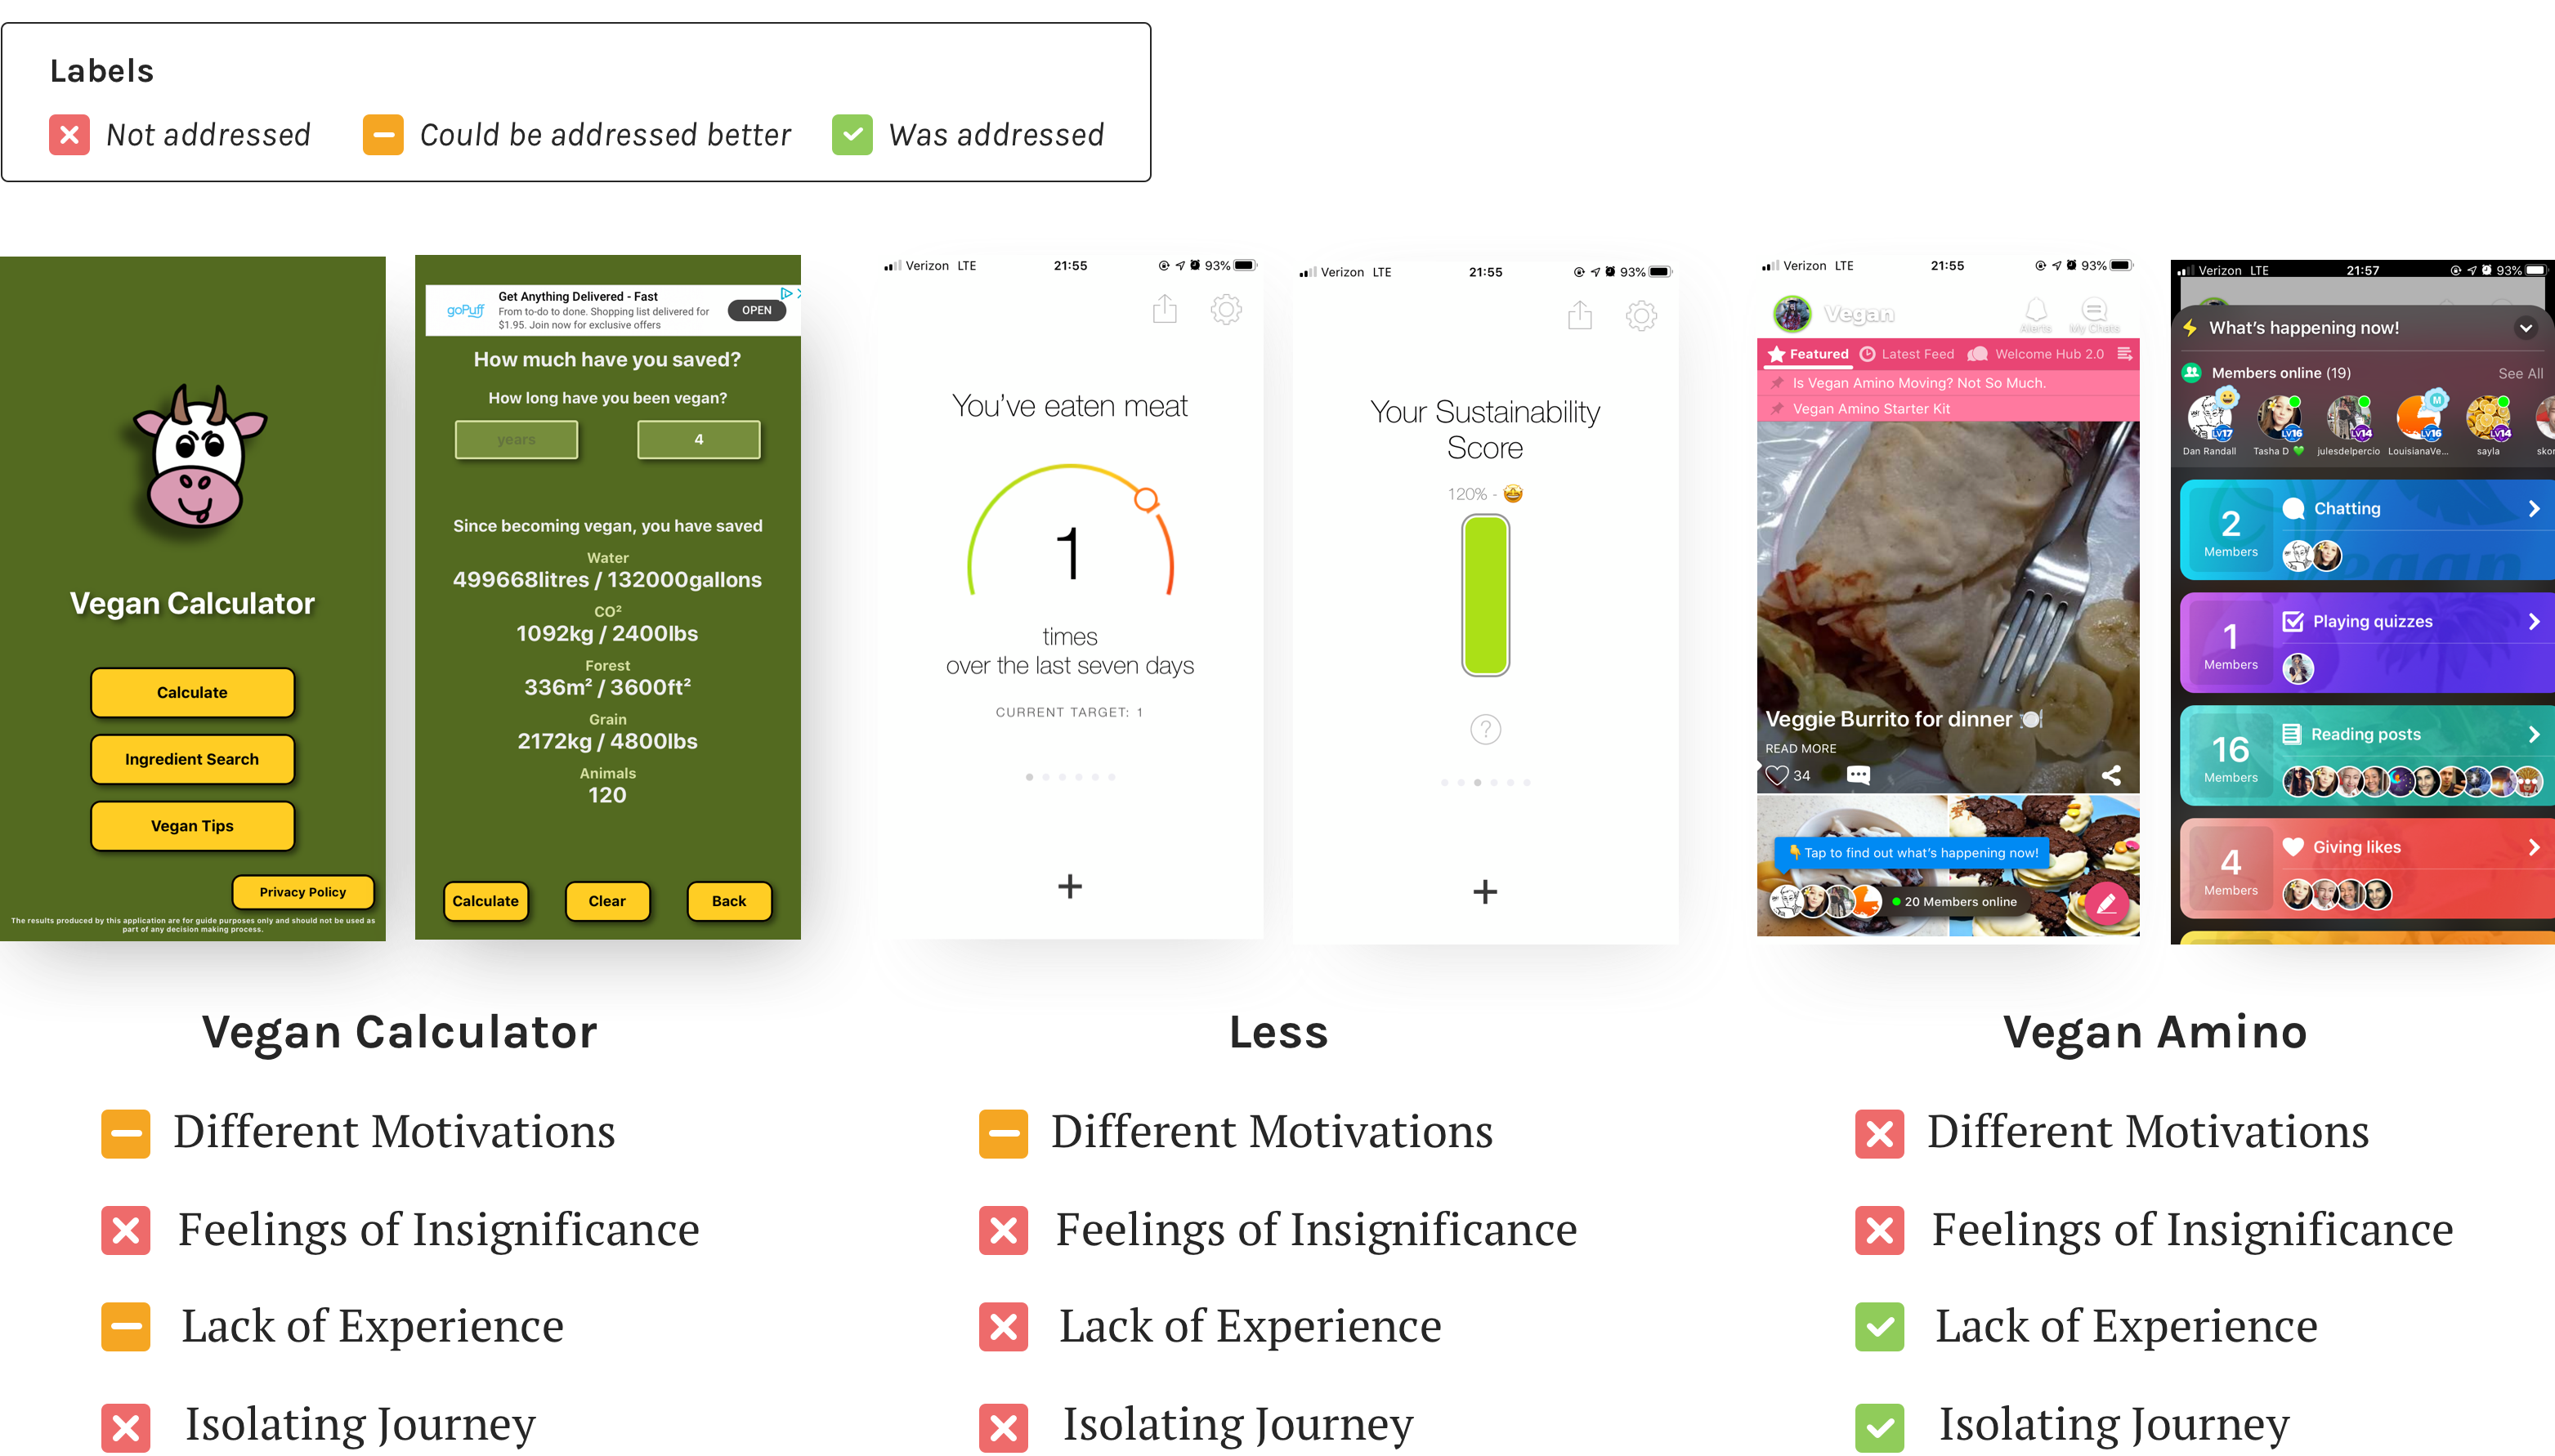 Labels
Not addressed
Could be addressed better
Was addressed
Vegan Calculator
Calculate
Ingredient Search
Vegan Tips
Privacy Policy
The results produced by this application are for guide purposes only and should not be used as
part of any decision making process.
goPuff
Get Anything Delivered - Fast
From to-do to done. Shopping list delivered for
$1.95. Join now for exclusive offers
OPEN
How much have you saved?
How long have you been vegan?
years
4
Since becoming vegan, you have saved
Water
499668litres / 132000gallons
CO²
1092kg / 2400lbs
Forest
336m² / 3600ft²
Grain
2172kg / 4800lbs
Animals
120
Calculate
Clear
Back
Verizon LTE
21:55
93%
You've eaten meat
1
times
over the last seven days
CURRENT TARGET: 1
+
Verizon LTE
21:55
93%
Your Sustainability
Score
120% - 🤩
?
+
Verizon LTE
21:55
93%
Vegan
Alerts
My Chats
Featured
Latest Feed
Welcome Hub 2.0
Is Vegan Amino Moving? Not So Much.
Vegan Amino Starter Kit
Veggie Burrito for dinner 🍽
READ MORE
34
👇 Tap to find out what's happening now!
20 Members online
Verizon LTE
21:57
93%
What's happening now!
Members online (19)
See All
M
LV17
LV16
LV14
LV16
LV14
Dan Randall
Tasha D 💚
julesdelpercio
LouisianaVe...
sayla
skor
2
Members
Chatting
vegan
1
Members
Playing quizzes
16
Members
Reading posts
4
Members
Giving likes
Vegan Calculator
Different Motivations
Feelings of Insignificance
Lack of Experience
Isolating Journey
Less
Different Motivations
Feelings of Insignificance
Lack of Experience
Isolating Journey
Vegan Amino
Different Motivations
Feelings of Insignificance
Lack of Experience
Isolating Journey